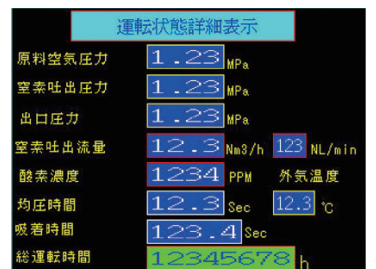 運転状態詳細表示
原料空気圧力 1.23 MPa
窒素吐出圧力 1.23 MPa
出口圧力 1.23 MPa
窒素吐出流量 12.3 Nm3/h 123 NL/min
酸素濃度 1234 PPM 外気温度
均圧時間 12.3 Sec 12.3 ℃
吸着時間 123.4 Sec
総運転時間 12345678 h